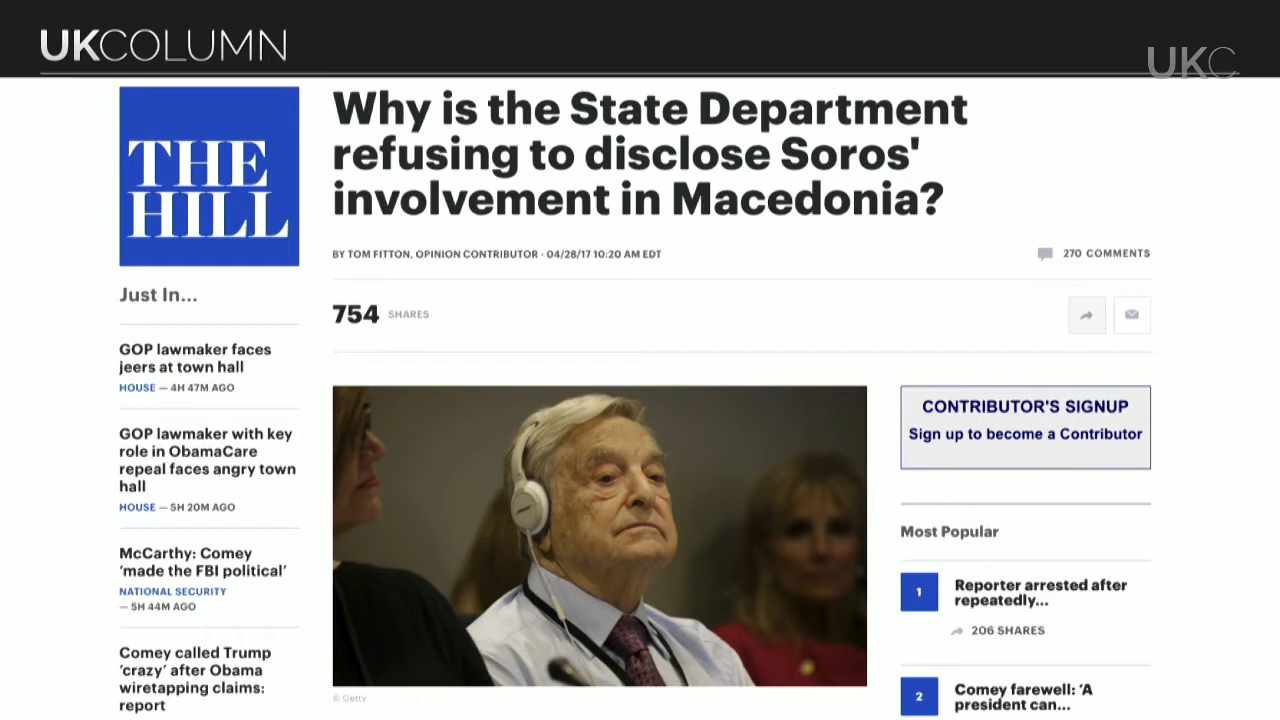 UKCOLUMN
UKC
THE
HILL
Why is the State Department
refusing to disclose Soros'
involvement in Macedonia?
BY TOM FITTON, OPINION CONTRIBUTOR - 04/28/17 10:20 AM EDT
270 COMMENTS
754 SHARES
Just In...
GOP lawmaker faces
jeers at town hall
HOUSE — 4H 47M AGO
GOP lawmaker with key
role in ObamaCare
repeal faces angry town
hall
HOUSE — 5H 20M AGO
McCarthy: Comey
‘made the FBI political’
NATIONAL SECURITY
— 5H 44M AGO
Comey called Trump
‘crazy’ after Obama
wiretapping claims:
report
© Getty
CONTRIBUTOR'S SIGNUP
Sign up to become a Contributor
Most Popular
1
Reporter arrested after
repeatedly...
206 SHARES
2
Comey farewell: ‘A
president can...